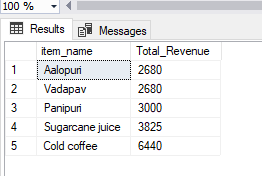 100 %
Results Messages
item_name Total_Revenue
1 Aalopuri 2680
2 Vadapav 2680
3 Panipuri 3000
4 Sugarcane juice 3825
5 Cold coffee 6440